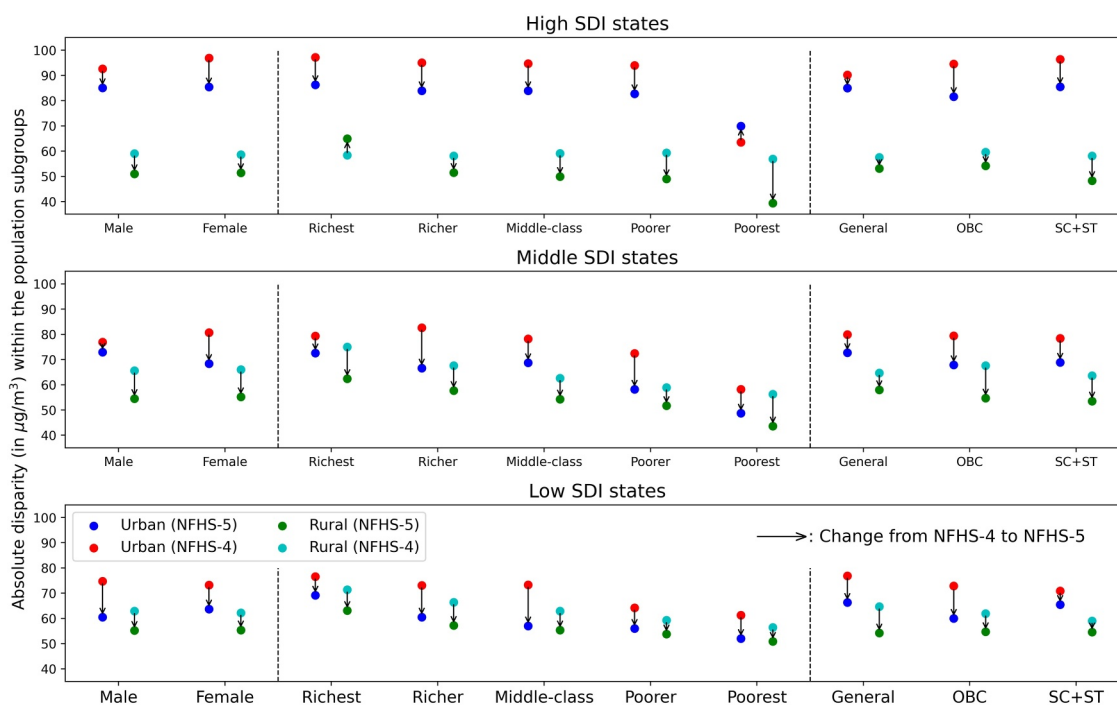 Absolute disparity (in μg/m³) within the population subgroups
High SDI states
100
90
80
70
60
50
40
Male Female Richest Richer Middle-class Poorer Poorest General OBC SC+ST
Middle SDI states
100
90
80
70
60
50
40
Male Female Richest Richer Middle-class Poorer Poorest General OBC SC+ST
Low SDI states
100
90
80
70
60
50
40
Urban (NFHS-5) Rural (NFHS-5)
Urban (NFHS-4) Rural (NFHS-4)
: Change from NFHS-4 to NFHS-5
Male Female Richest Richer Middle-class Poorer Poorest General OBC SC+ST